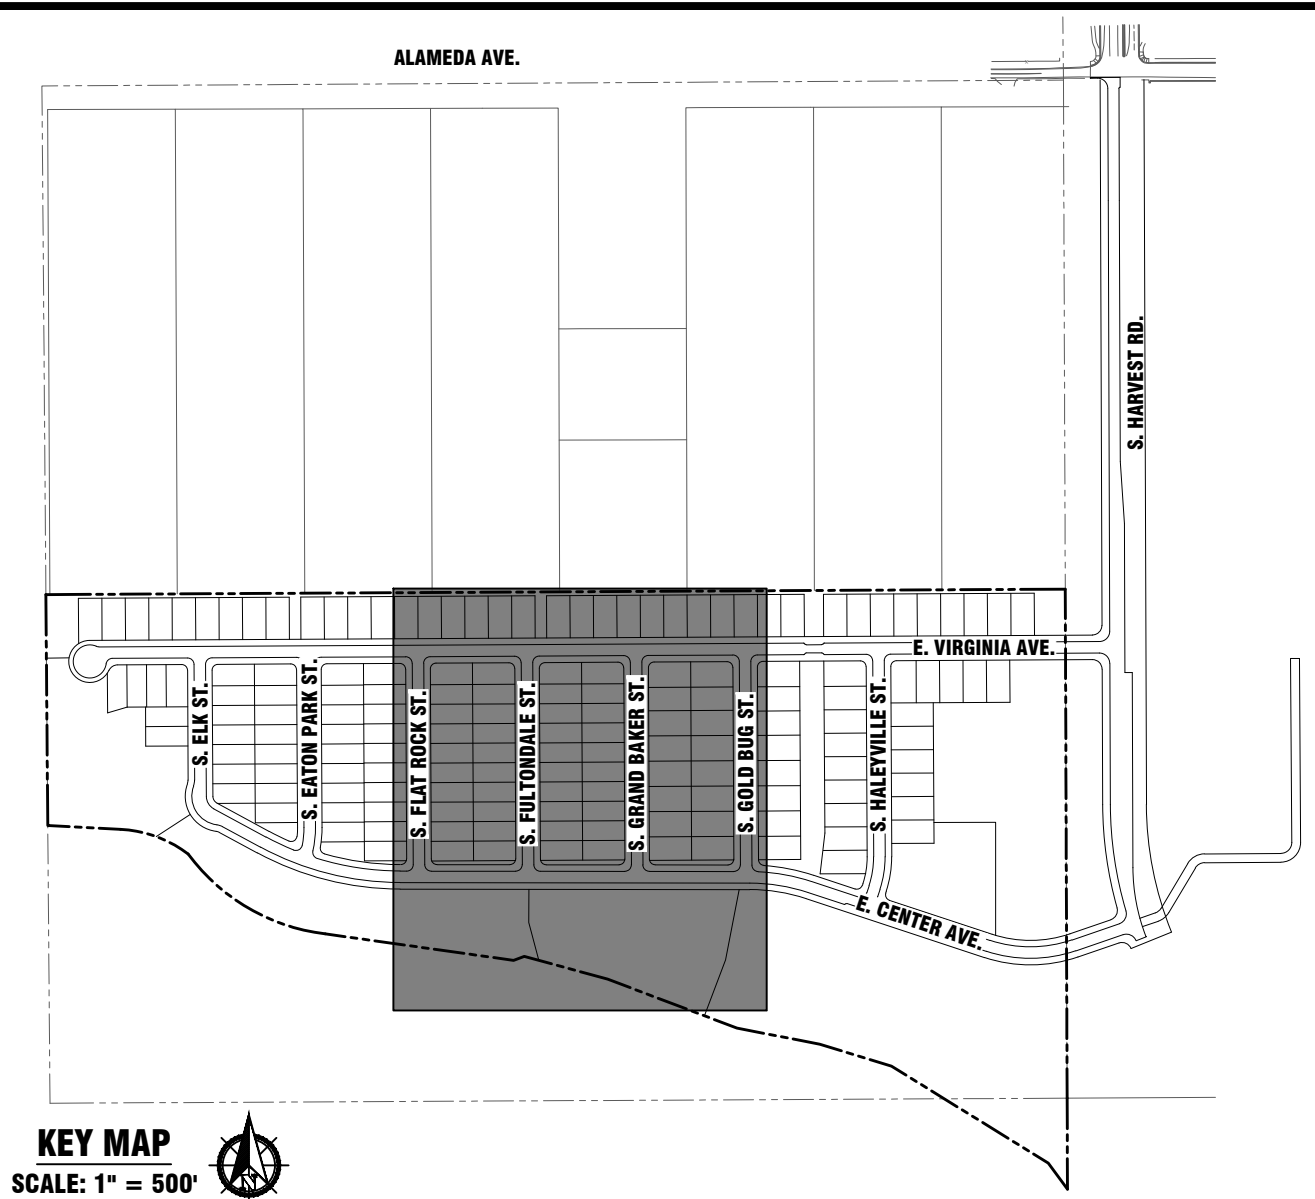 ALAMEDA AVE.
S. HARVEST RD.
E. VIRGINIA AVE.
S. ELK ST.
S. EATON PARK ST.
S. FLAT ROCK ST.
S. FULTONDALE ST.
S. GRAND BAKER ST.
S. GOLD BUG ST.
S. HALEYVILLE ST.
E. CENTER AVE.
KEY MAP
N
SCALE: 1" = 500'